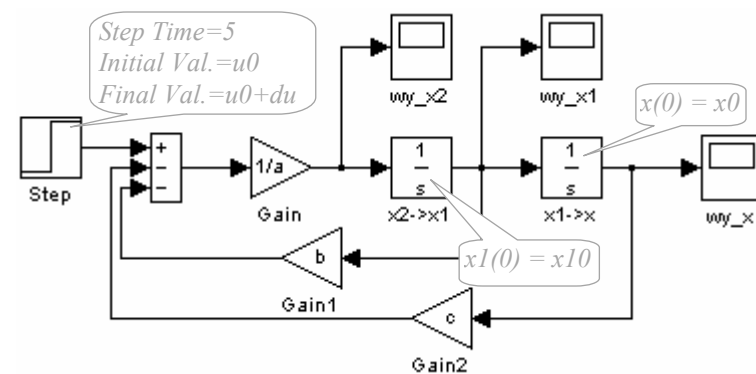 Step Time=5
Initial Val.=u0
Final Val.=u0+du
wy_x2
wy_x1
x(0) = x0
+
−
−
Step
1/a
Gain
1
s
x2->x1
1
s
x1->x
wy_x
b
Gain1
x1(0) = x10
c
Gain2